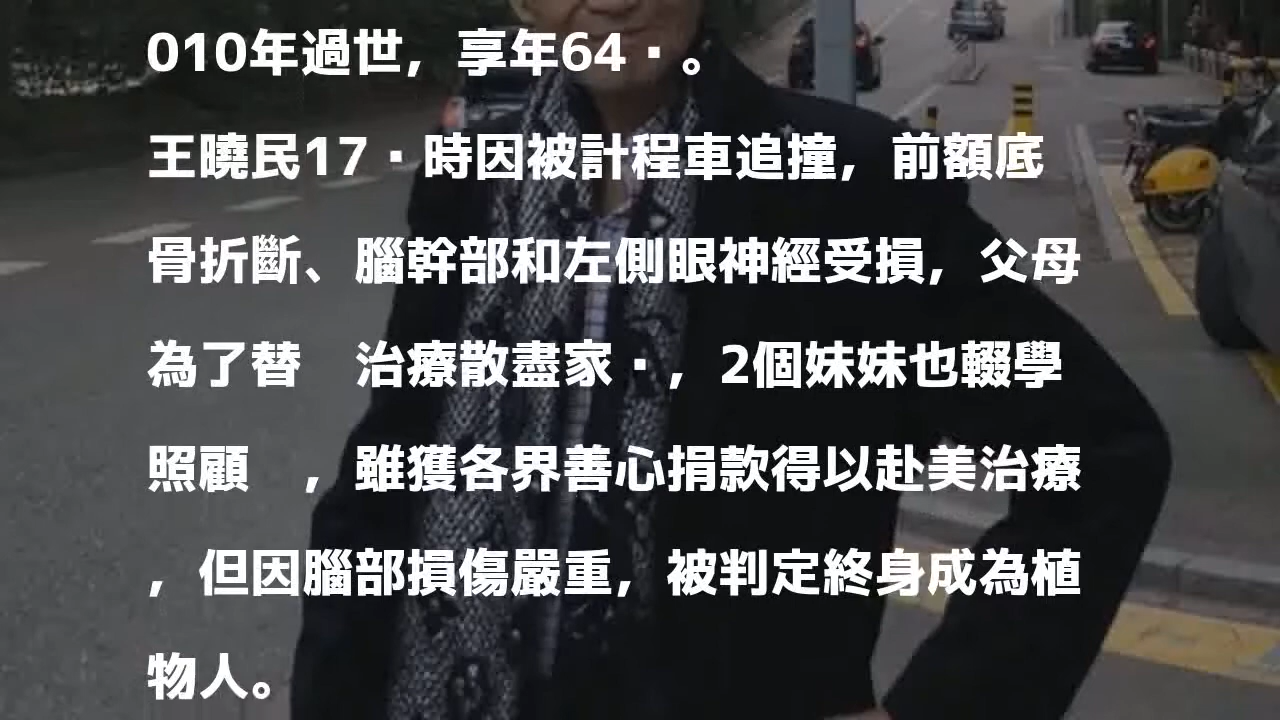 010年過世，享年64▪。
王曉民17▪時因被計程車追撞，前額底
骨折斷、腦幹部和左側眼神經受損，父母
為了替　治療散盡家▪，2個妹妹也輟學
照顧　，雖獲各界善心捐款得以赴美治療
，但因腦部損傷嚴重，被判定終身成為植
物人。